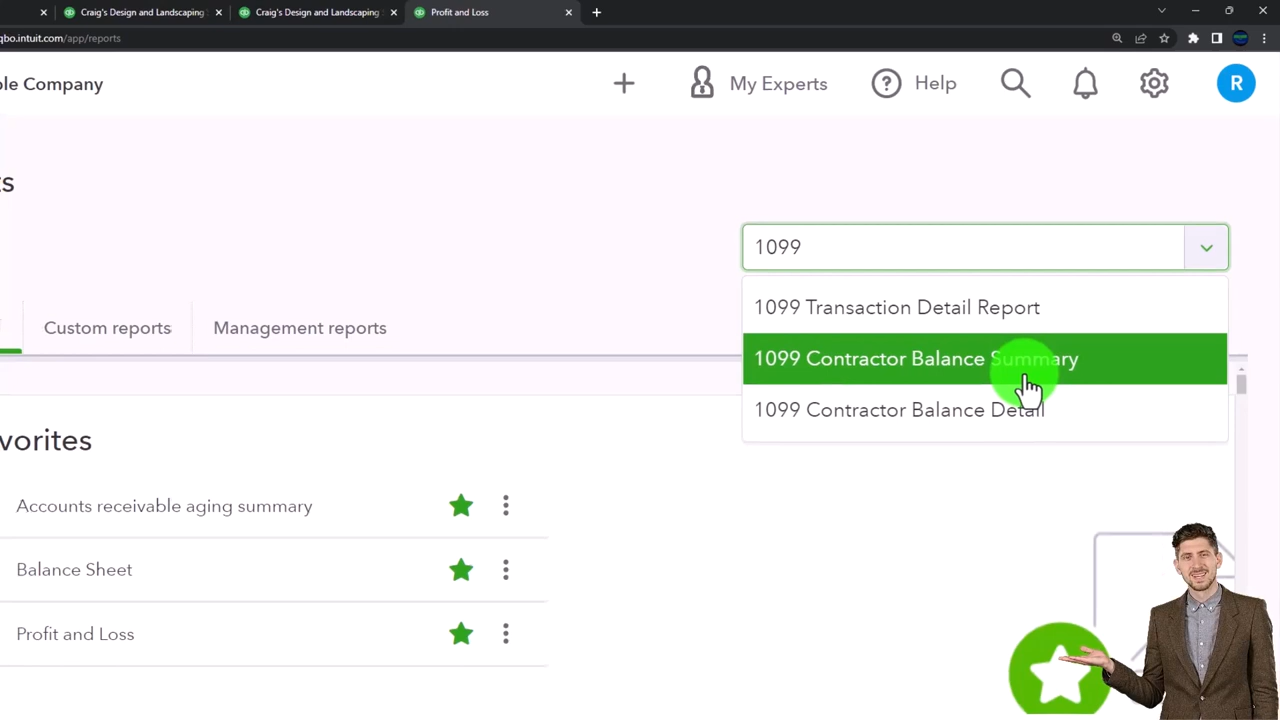 Craig's Design and Landscaping
Craig's Design and Landscaping
Profit and Loss
qbo.intuit.com/app/reports
ple Company
My Experts
Help
R
ts
1099
1099 Transaction Detail Report
Custom reports
Management reports
1099 Contractor Balance Summary
1099 Contractor Balance Detail
vorites
Accounts receivable aging summary
Balance Sheet
Profit and Loss